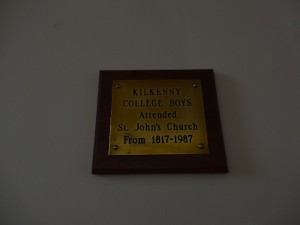 KILKENNY
COLLEGE BOYS
Attended
St. John's Church
From 1817-1987